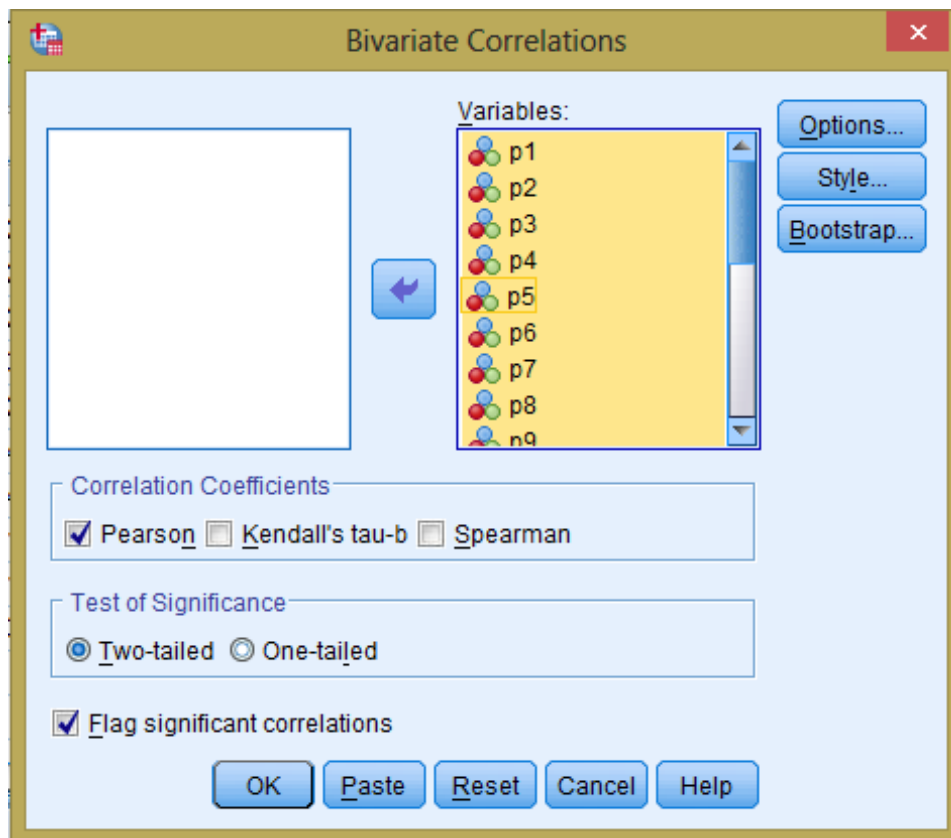 Bivariate Correlations
Variables:
p1
p2
p3
p4
p5
p6
p7
p8
p9
Options...
Style...
Bootstrap...
Correlation Coefficients
Pearson Kendall's tau-b Spearman
Test of Significance
Two-tailed One-tailed
Flag significant correlations
OK Paste Reset Cancel Help